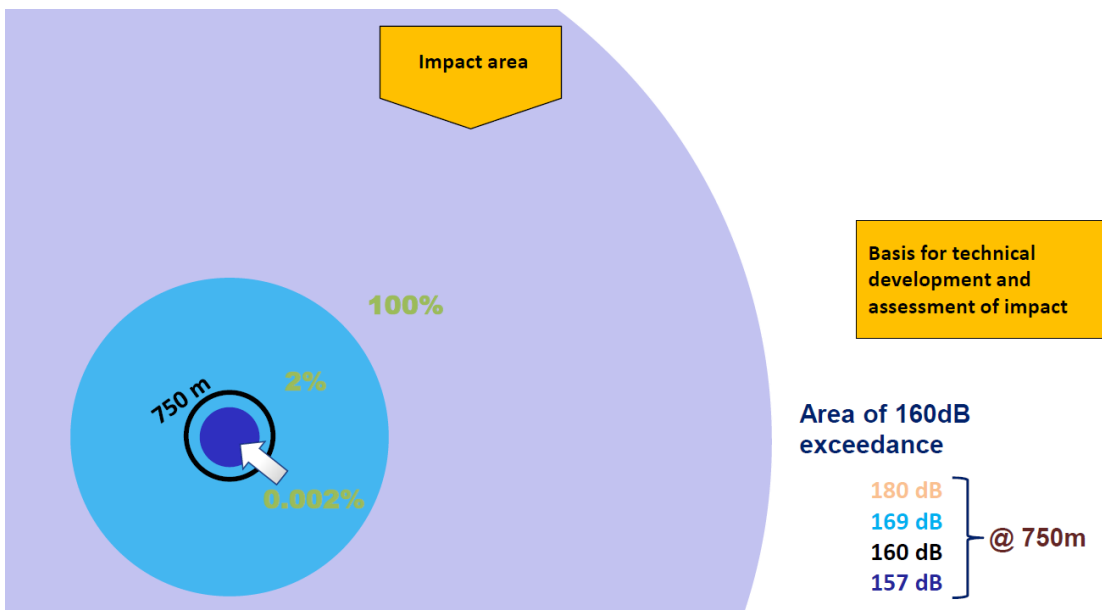 Impact area
Basis for technical
development and
assessment of impact
100%
2%
750 m
0.002%
Area of 160dB
exceedance
180 dB
169 dB
160 dB
157 dB
@ 750m